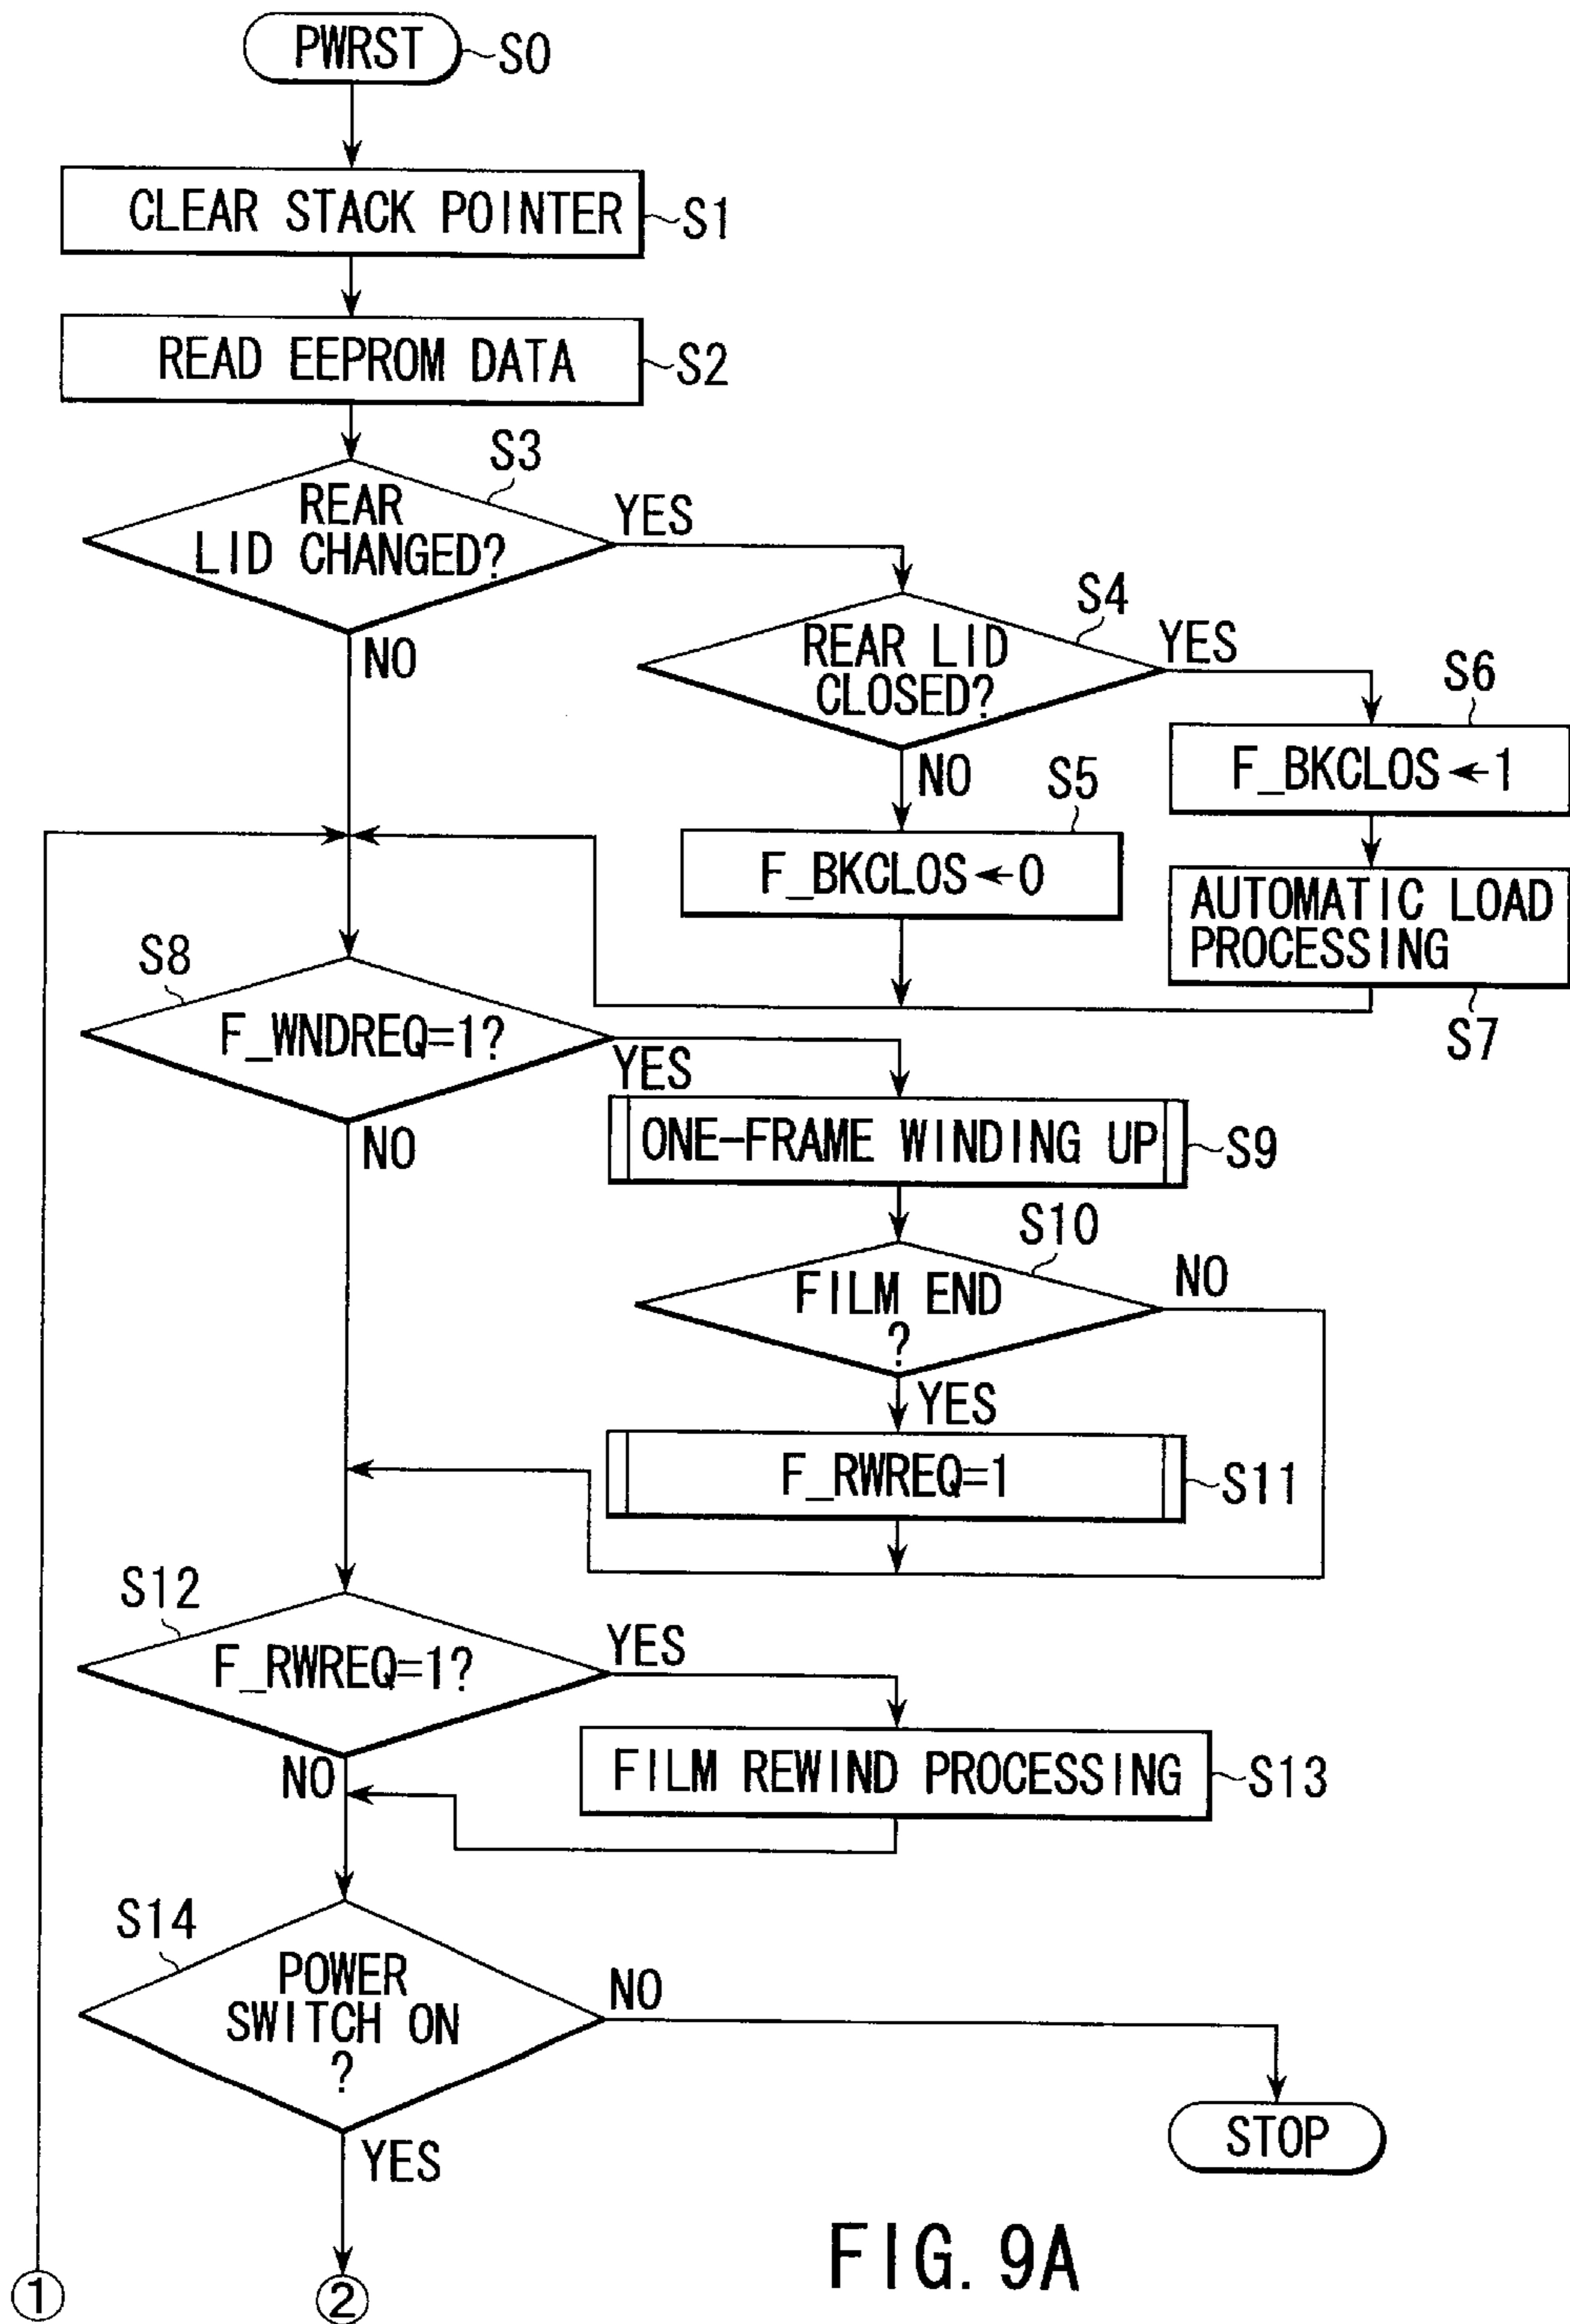 PWRST
S0
CLEAR STACK POINTER
S1
READ EEPROM DATA
S2
S3
REAR
LID CHANGED?
YES
NO
S4
REAR LID
CLOSED?
YES
NO
S6
F_BKCLOS←1
S5
F_BKCLOS←0
AUTOMATIC LOAD
PROCESSING
S7
S8
F_WNDREQ=1?
YES
NO
ONE-FRAME WINDING UP
S9
S10
FILM END
?
NO
YES
F_RWREQ=1
S11
S12
F_RWREQ=1?
YES
NO
FILM REWIND PROCESSING
S13
S14
POWER
SWITCH ON
?
NO
YES
STOP
①
②
FIG. 9A